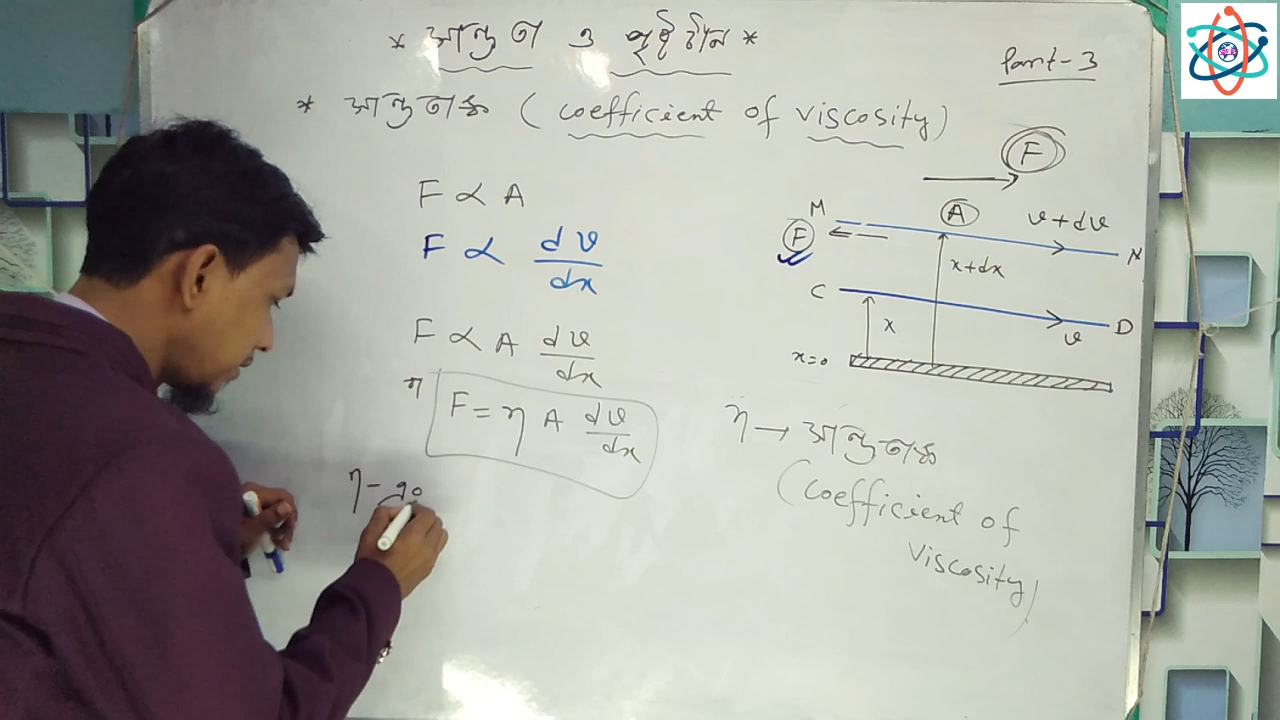 * সান্দ্রতা ও পৃষ্ঠটান *
Part-3
* সান্দ্রতাঙ্ক (coefficient of viscosity)
F ∝ A
F ∝ dv/dx
F ∝ A dv/dx
η
F = η A dv/dx
η -
F
M
A
v+dv
F
N
x+dx
C
x
v
D
x=0
η → সান্দ্রতাঙ্ক
(coefficient of
viscosity)